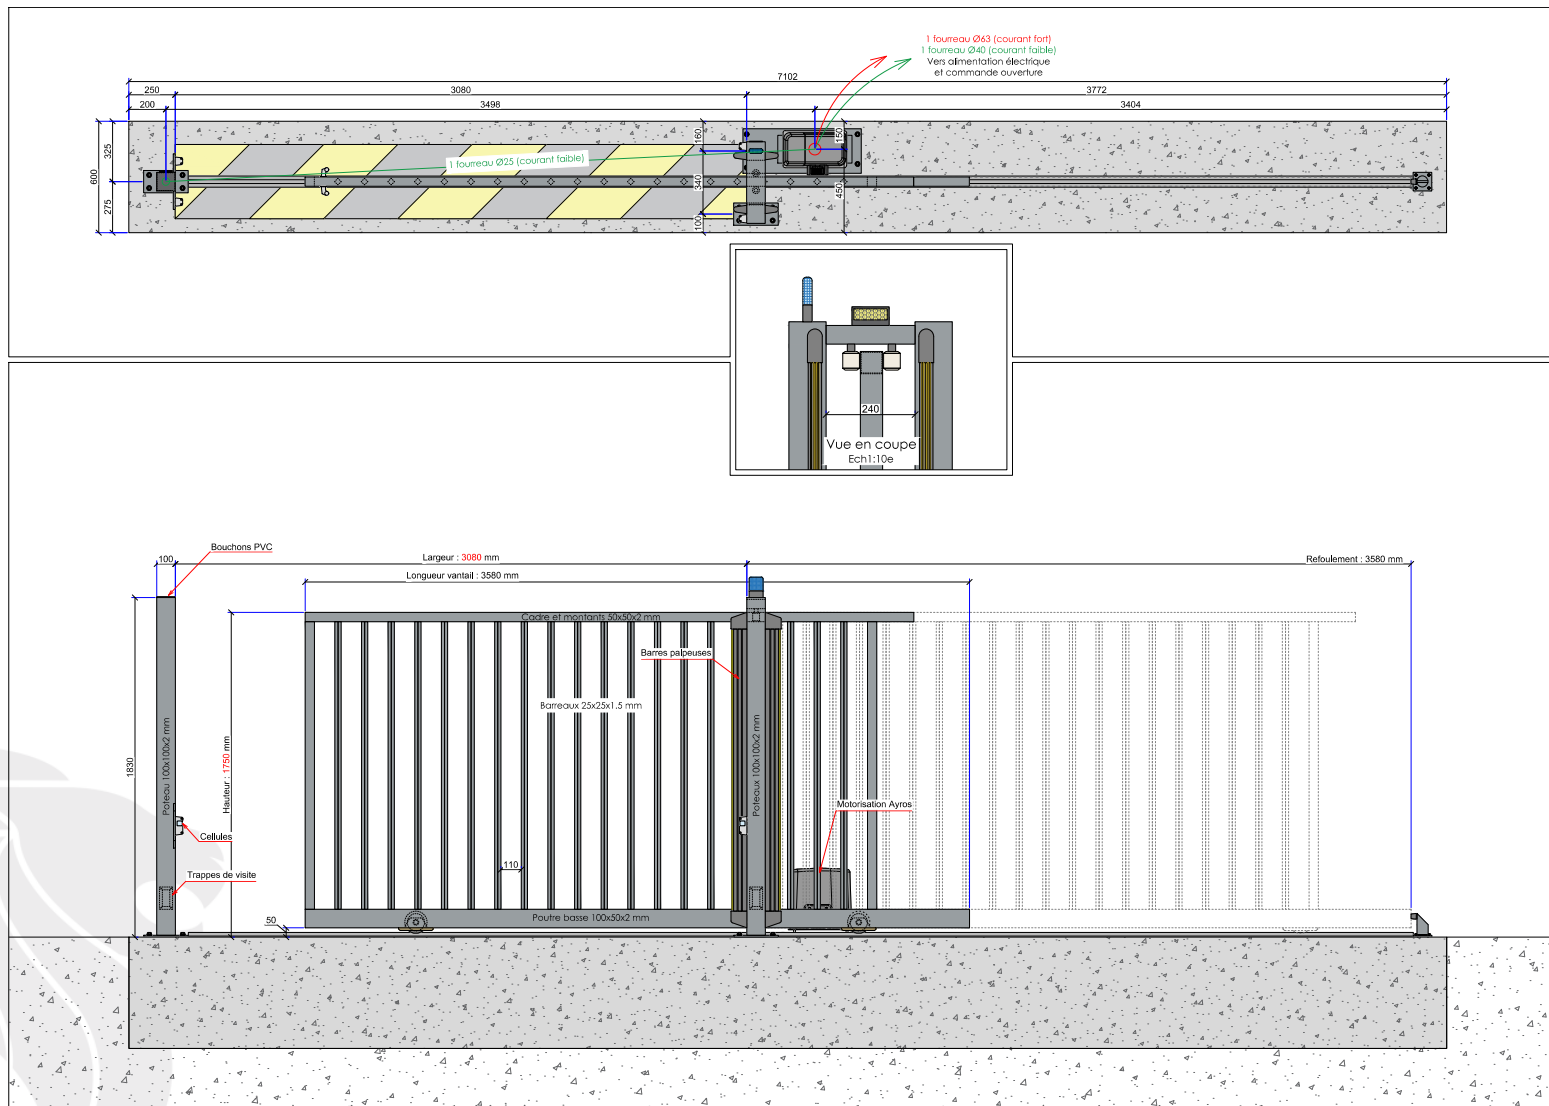 1 fourreau Ø63 (courant fort)
1 fourreau Ø40 (courant faible)
Vers alimentation électrique
et commande ouverture
7102
250
3080
3772
200
3498
3404
600
325
275
160
340
100
150
450
1 fourreau Ø25 (courant faible)
240
Vue en coupe
Ech1:10e
Bouchons PVC
100
Largeur : 3080 mm
Refoulement : 3580 mm
Longueur vantail : 3580 mm
Cadre et montants 50x50x2 mm
Barres palpeuses
Barreaux 25x25x1.5 mm
Poteau 100x100x2 mm
Poteaux 100x100x2 mm
1830
Hauteur : 1750 mm
Motorisation Ayros
Cellules
110
Trappes de visite
Poutre basse 100x50x2 mm
50